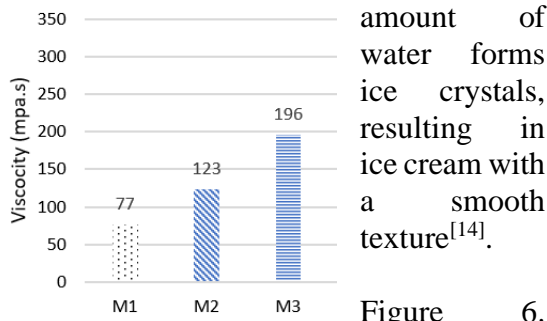 350
300
250
200
150
100
50
0
Viscocity (mpa.s)
77
123
196
M1 M2 M3
amount of
water forms
ice crystals,
resulting in
ice cream with
a smooth
texture[14].
Figure 6.